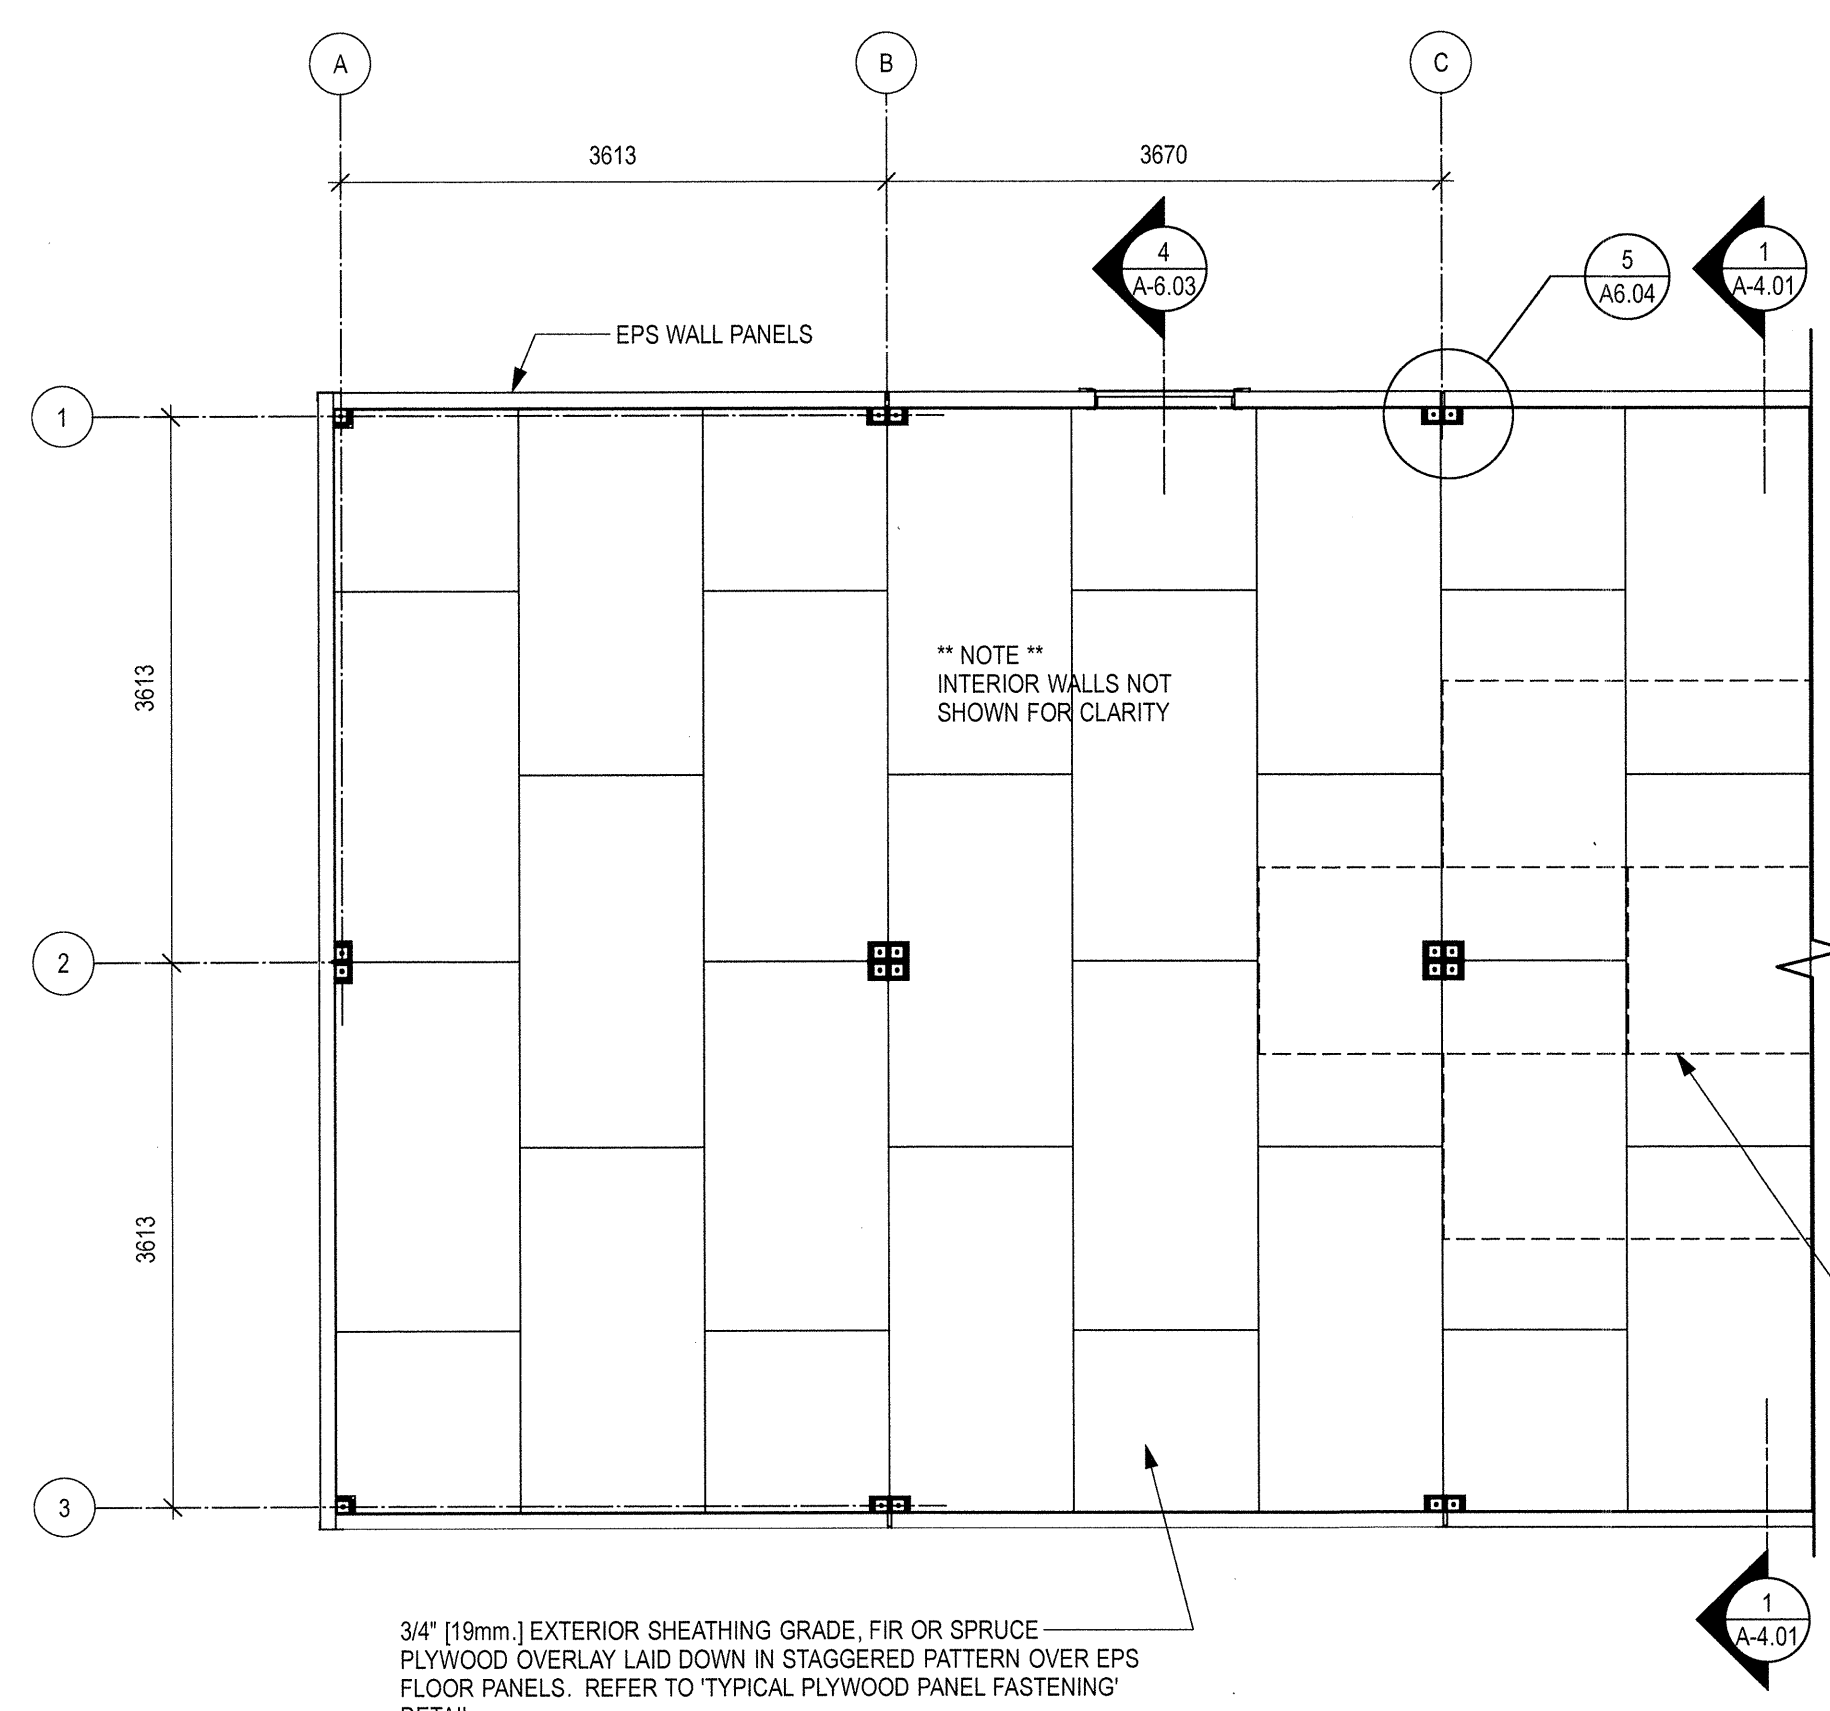 A
B
C
3613
3670
4
A-6.03
5
A6.04
1
A-4.01
EPS WALL PANELS
1
** NOTE **
INTERIOR WALLS NOT
SHOWN FOR CLARITY
3613
2
3613
3
1
A-4.01
3/4" [19mm.] EXTERIOR SHEATHING GRADE, FIR OR SPRUCE
PLYWOOD OVERLAY LAID DOWN IN STAGGERED PATTERN OVER EPS
FLOOR PANELS. REFER TO 'TYPICAL PLYWOOD PANEL FASTENING'